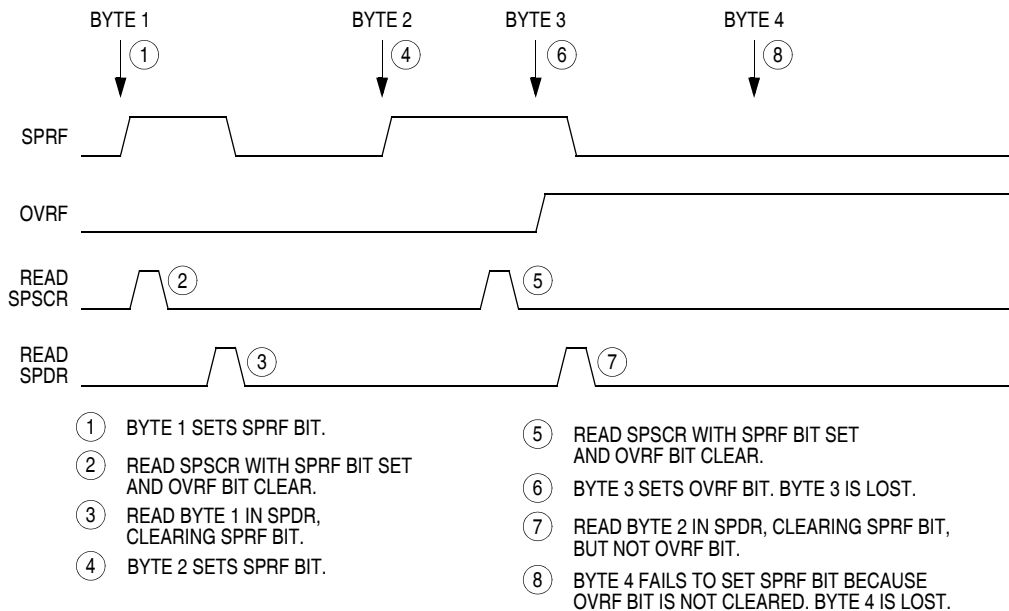 BYTE 1
BYTE 2
BYTE 3
BYTE 4
1
4
6
8
SPRF
OVRF
READ
SPSCR
2
5
READ
SPDR
3
7
1 BYTE 1 SETS SPRF BIT.
2 READ SPSCR WITH SPRF BIT SET
AND OVRF BIT CLEAR.
3 READ BYTE 1 IN SPDR,
CLEARING SPRF BIT.
4 BYTE 2 SETS SPRF BIT.
5 READ SPSCR WITH SPRF BIT SET
AND OVRF BIT CLEAR.
6 BYTE 3 SETS OVRF BIT. BYTE 3 IS LOST.
7 READ BYTE 2 IN SPDR, CLEARING SPRF BIT,
BUT NOT OVRF BIT.
8 BYTE 4 FAILS TO SET SPRF BIT BECAUSE
OVRF BIT IS NOT CLEARED. BYTE 4 IS LOST.